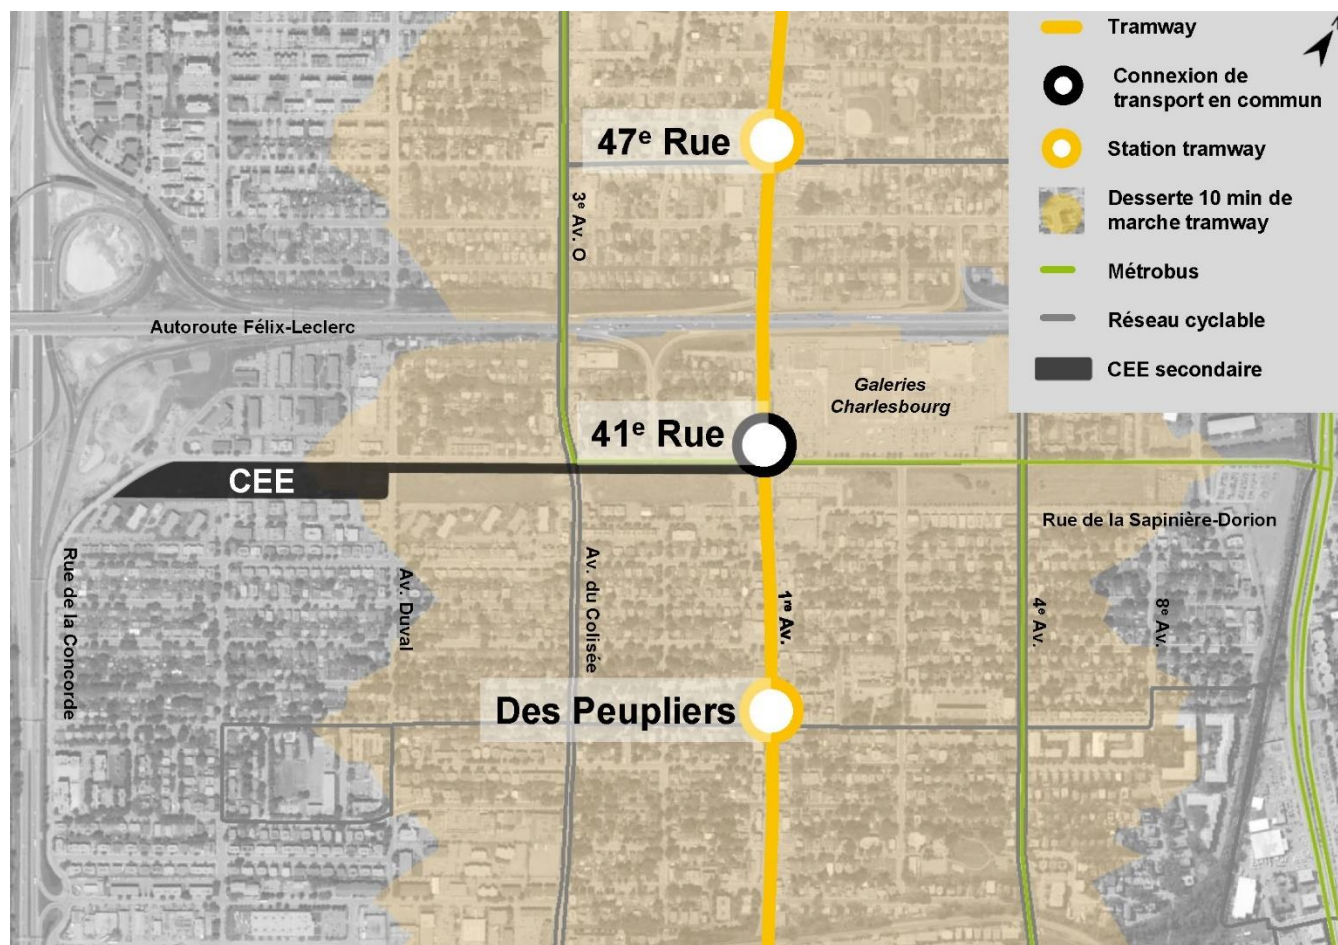 Tramway
Connexion de
transport en commun
Station tramway
Desserte 10 min de
marche tramway
Métrobus
Réseau cyclable
CEE secondaire
47e Rue
3e Av. O
Autoroute Félix-Leclerc
Galeries
Charlesbourg
41e Rue
CEE
Rue de la Sapinière-Dorion
Rue de la Concorde
Av. Duval
Av. du Colisée
1re Av.
4e Av.
8e Av.
Des Peupliers